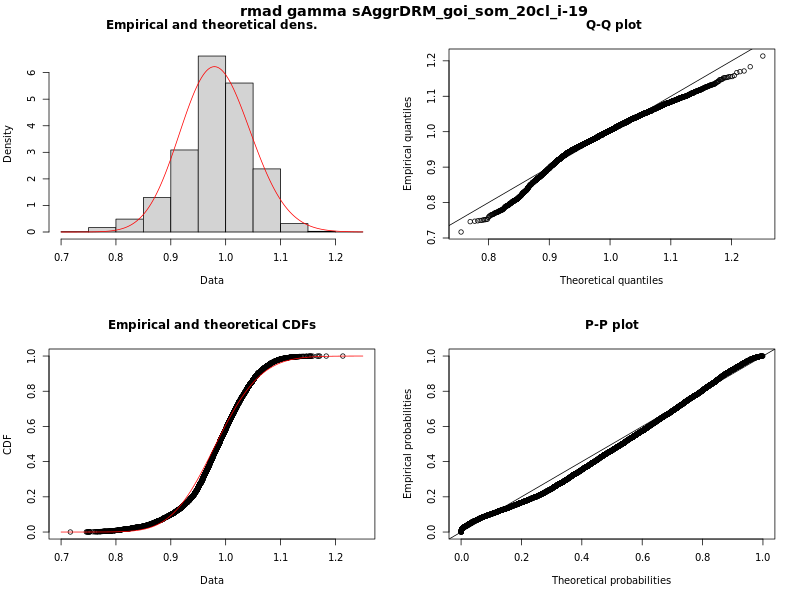 rmad gamma sAggrDRM_goi_som_20cl_i-19
Empirical and theoretical dens.
Density
0 1 2 3 4 5 6
0.7 0.8 0.9 1.0 1.1 1.2
Data
Q-Q plot
Empirical quantiles
0.7 0.8 0.9 1.0 1.1 1.2
0.8 0.9 1.0 1.1 1.2
Theoretical quantiles
Empirical and theoretical CDFs
CDF
0.0 0.2 0.4 0.6 0.8 1.0
0.7 0.8 0.9 1.0 1.1 1.2
Data
P-P plot
Empirical probabilities
0.0 0.2 0.4 0.6 0.8 1.0
0.0 0.2 0.4 0.6 0.8 1.0
Theoretical probabilities